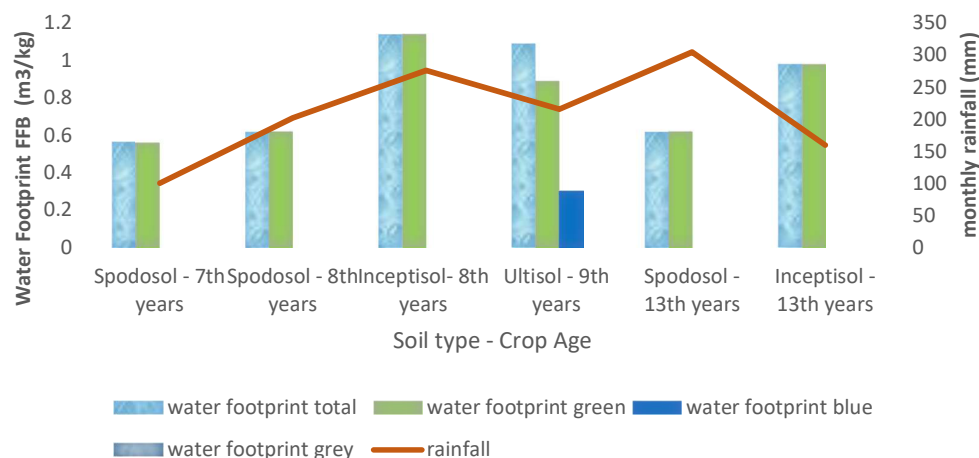 Water Footprint FFB (m3/kg)
1.2
1
0.8
0.6
0.4
0.2
0
350
300
250
200
150
100
50
0
monthly rainfall (mm)
Spodosol - 7th years
Spodosol - 8th years
Inceptisol- 8th years
Ultisol - 9th years
Spodosol - 13th years
Inceptisol - 13th years
Soil type - Crop Age
water footprint total
water footprint green
water footprint blue
water footprint grey
rainfall